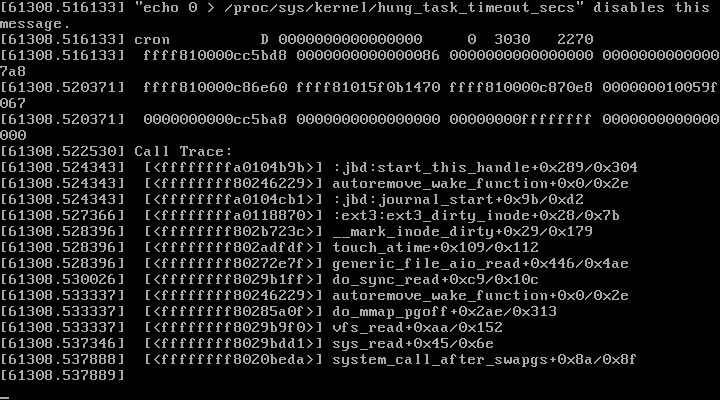 [61308.516133] "echo 0 > /proc/sys/kernel/hung_task_timeout_secs" disables this
message.
[61308.516133] cron          D 0000000000000000     0  3030   2270
[61308.516133]  ffff810000cc5bd8 0000000000000086 0000000000000000 000000000000
7a8
[61308.520371]  ffff810000c86e60 ffff81015f0b1470 ffff810000c870e8 000000010059f
067
[61308.520371]  0000000000cc5ba8 0000000000000000 00000000ffffffff 0000000000000
000
[61308.522530] Call Trace:
[61308.524343]  [<ffffffffa0104b9b>] :jbd:start_this_handle+0x289/0x304
[61308.524343]  [<ffffffff80246229>] autoremove_wake_function+0x0/0x2e
[61308.524343]  [<ffffffffa0104cb1>] :jbd:journal_start+0x9b/0xd2
[61308.527366]  [<ffffffffa0118870>] :ext3:ext3_dirty_inode+0x28/0x7b
[61308.528396]  [<ffffffff802b723c>] __mark_inode_dirty+0x29/0x179
[61308.528396]  [<ffffffff802adfdf>] touch_atime+0x109/0x112
[61308.528396]  [<ffffffff80272e7f>] generic_file_aio_read+0x446/0x4ae
[61308.530026]  [<ffffffff8029b1ff>] do_sync_read+0xc9/0x10c
[61308.533337]  [<ffffffff80246229>] autoremove_wake_function+0x0/0x2e
[61308.533337]  [<ffffffff80285a0f>] do_mmap_pgoff+0x2ae/0x313
[61308.533337]  [<ffffffff8029b9f0>] vfs_read+0xaa/0x152
[61308.537346]  [<ffffffff8029bdd1>] sys_read+0x45/0x6e
[61308.537888]  [<ffffffff8020beda>] system_call_after_swapgs+0x8a/0x8f
[61308.537889]